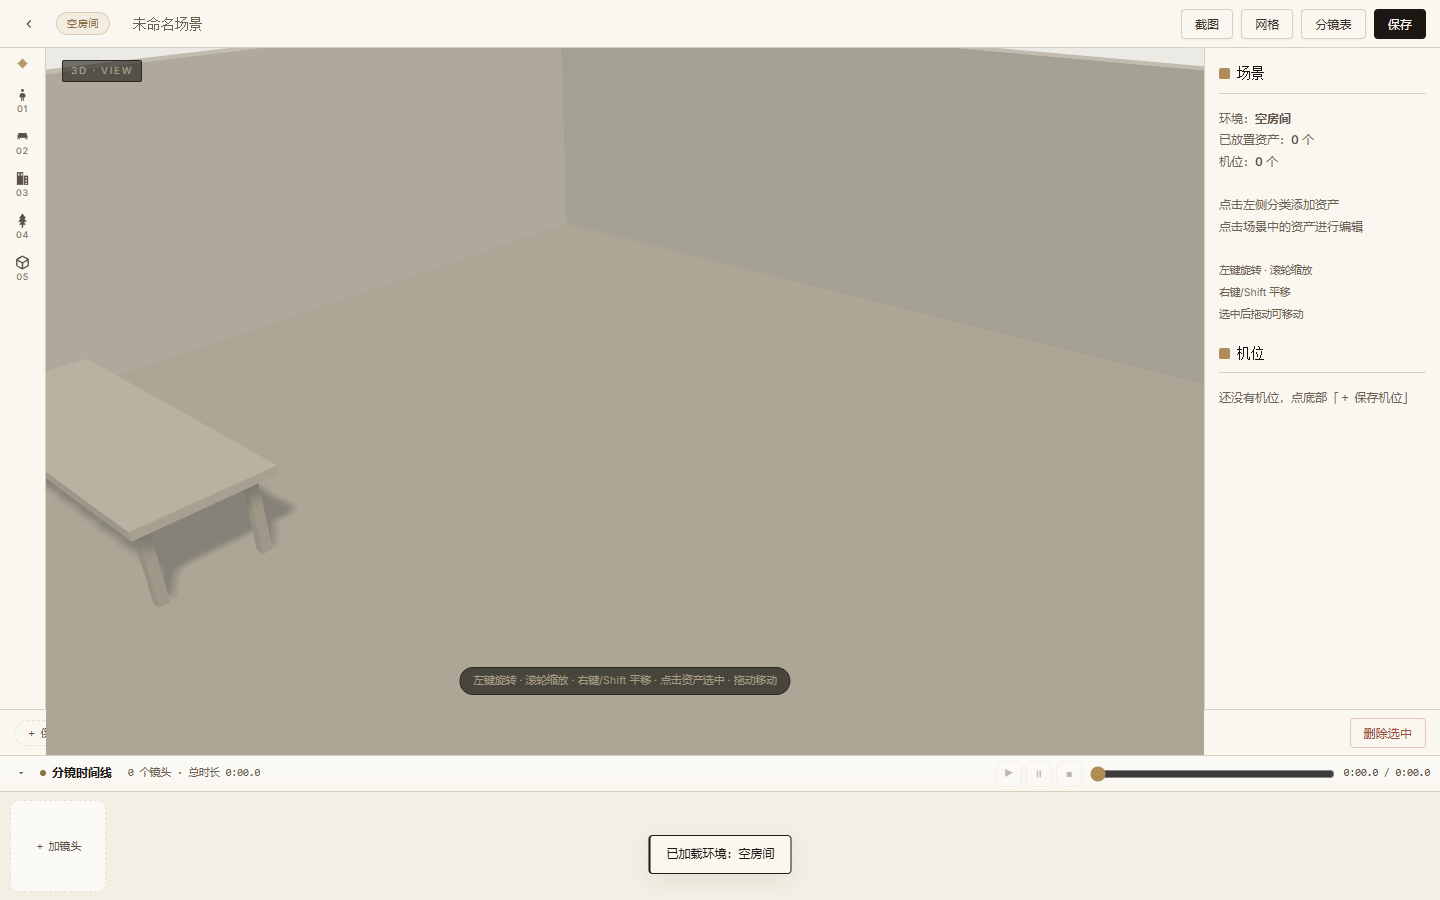 空房间
未命名场景
截图
网格
分镜表
保存
3D · VIEW
01
02
03
04
05
场景
环境：空房间
已放置资产：0 个
机位：0 个
点击左侧分类添加资产
点击场景中的资产进行编辑
左键旋转 · 滚轮缩放
右键/Shift 平移
选中后拖动可移动
机位
还没有机位，点底部「+ 保存机位」
左键旋转 · 滚轮缩放 · 右键/Shift 平移 · 点击资产选中 · 拖动移动
+
删除选中
分镜时间线
0 个镜头 · 总时长 0:00.0
0:00.0 / 0:00.0
+ 加镜头
已加载环境：空房间